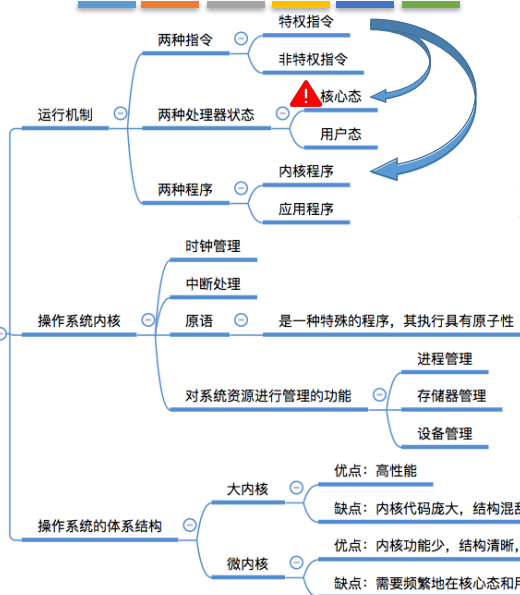 特权指令
两种指令
非特权指令
核心态
运行机制
两种处理器状态
用户态
内核程序
两种程序
应用程序
时钟管理
中断处理
操作系统内核
原语
是一种特殊的程序，其执行具有原子性
进程管理
对系统资源进行管理的功能
存储器管理
设备管理
优点：高性能
大内核
缺点：内核代码庞大，结构混
操作系统的体系结构
优点：内核功能少，结构清晰，
微内核
缺点：需要频繁地在核心态和